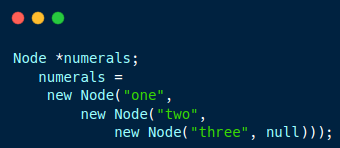 Node *numerals;
numerals =
new Node("one",
new Node("two",
new Node("three", null)));